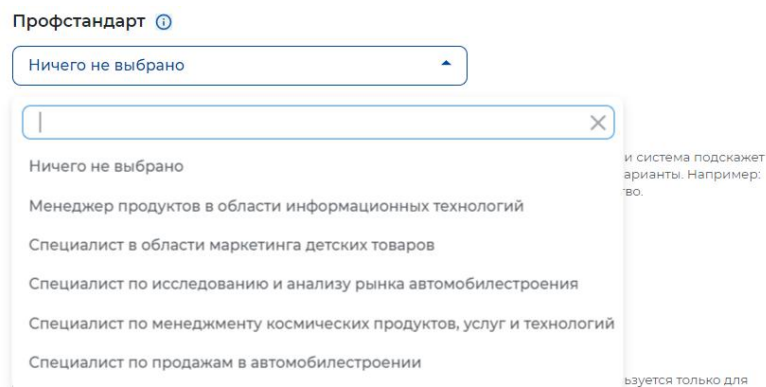 Профстандарт
Ничего не выбрано
и система подскажет
Ничего не выбрано
арианты. Например:
Менеджер продуктов в области информационных технологий
Специалист в области маркетинга детских товаров
Специалист по исследованию и анализу рынка автомобилестроения
Специалист по менеджменту космических продуктов, услуг и технологий
Специалист по продажам в автомобилестроении
ьзуется только для